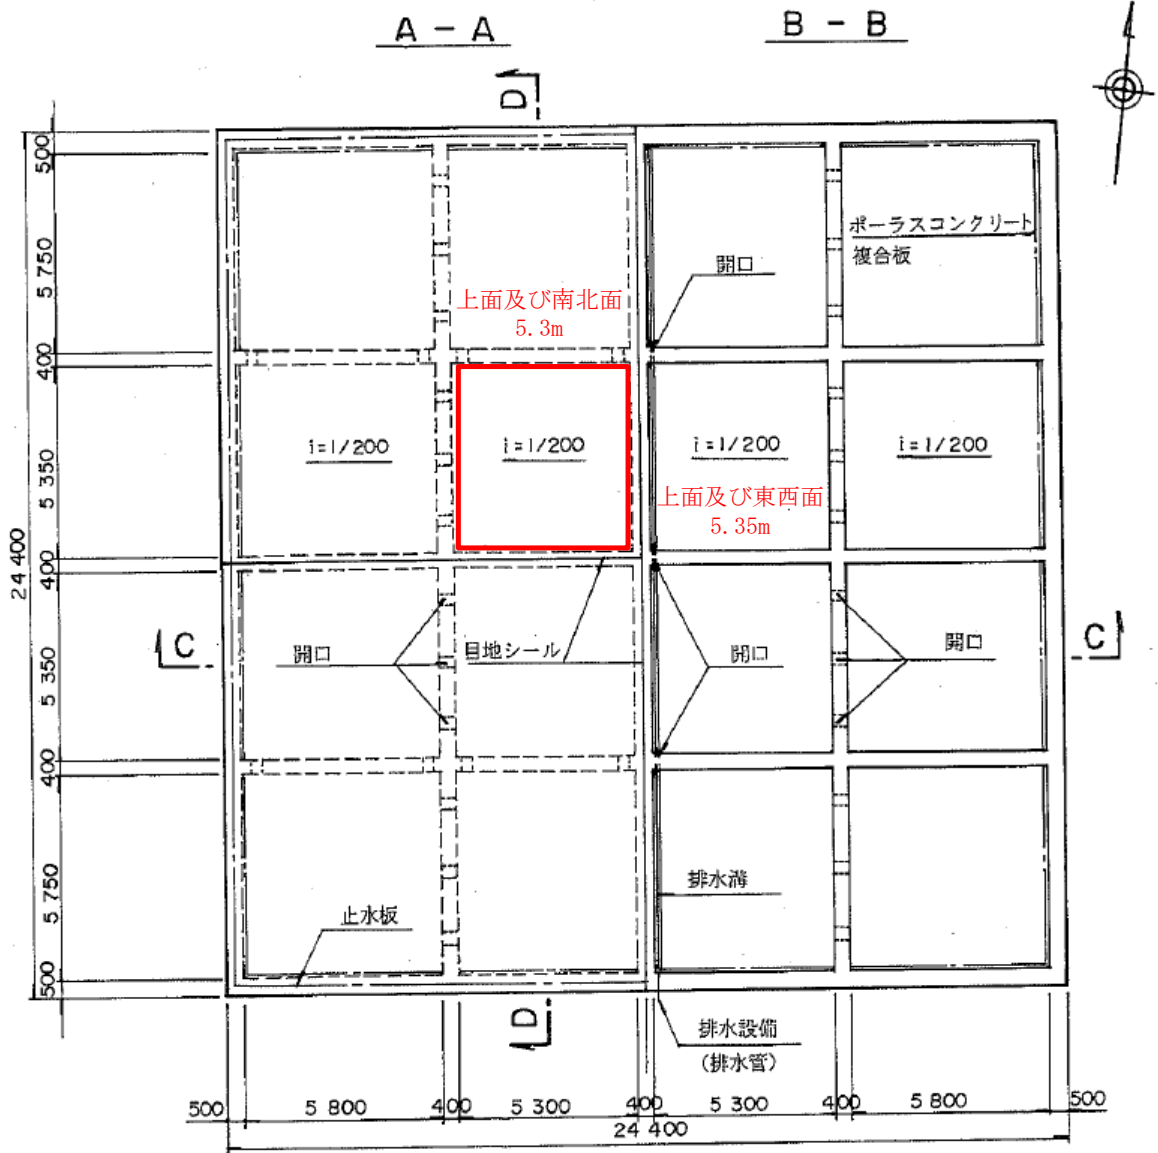 A - A
B - B
D
500
5 750
400
5 350
400
5 350
400
5 750
500
24 400
ポーラスコンクリート
複合板
開口
上面及び南北面
5.3m
i=1/200
i=1/200
i=1/200
i=1/200
上面及び東西面
5.35m
C
開口
目地シール
開口
開口
C
止水板
排水溝
D
排水設備
(排水管)
500
5 800
400
5 300
400
5 300
400
5 800
500
24 400